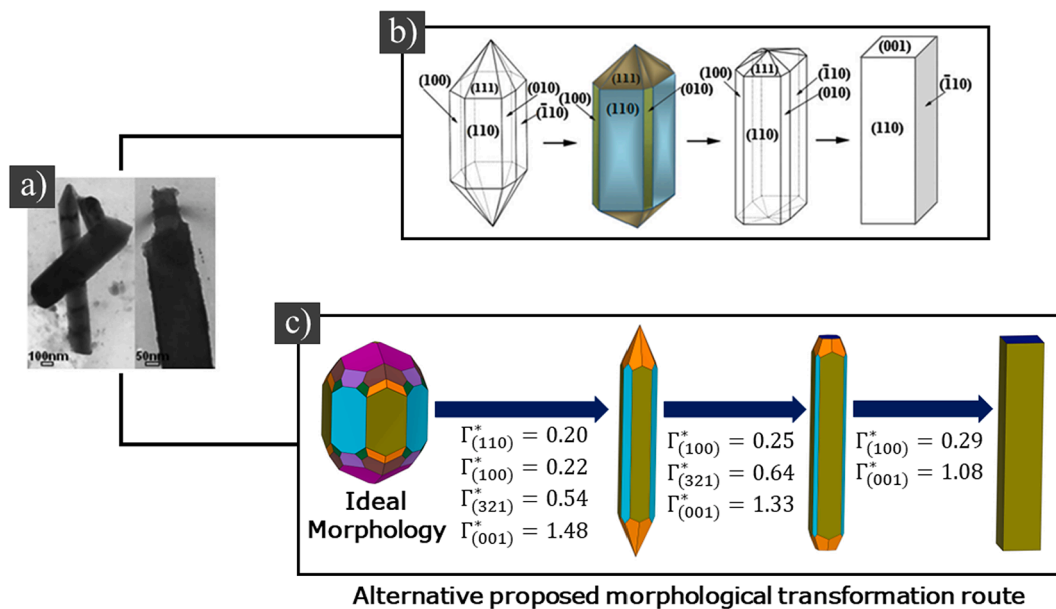 b)
(100)
(111)
(010)
(1̄10)
(110)
(100)
(111)
(110)
(010)
(100)
(111)
(1̄10)
(010)
(110)
(001)
(1̄10)
(110)
a)
100nm
50nm
c)
Ideal
Morphology
Γ*(110) = 0.20
Γ*(100) = 0.22
Γ*(321) = 0.54
Γ*(001) = 1.48
Γ*(100) = 0.25
Γ*(321) = 0.64
Γ*(001) = 1.33
Γ*(100) = 0.29
Γ*(001) = 1.08
Alternative proposed morphological transformation route